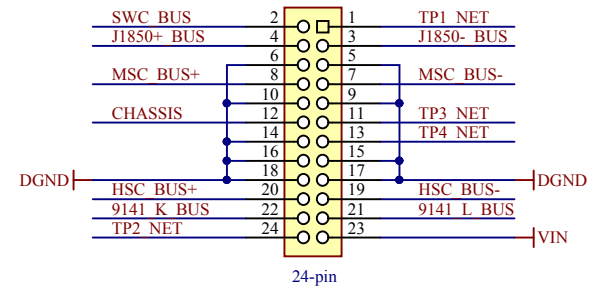 SWC_BUS 2 1 TP1_NET
J1850+_BUS 4 3 J1850-_BUS
6 5
MSC_BUS+ 8 7 MSC_BUS-
10 9
CHASSIS 12 11 TP3_NET
14 13 TP4_NET
16 15
DGND 18 17 DGND
HSC_BUS+ 20 19 HSC_BUS-
9141_K_BUS 22 21 9141_L_BUS
TP2_NET 24 23 VIN
24-pin